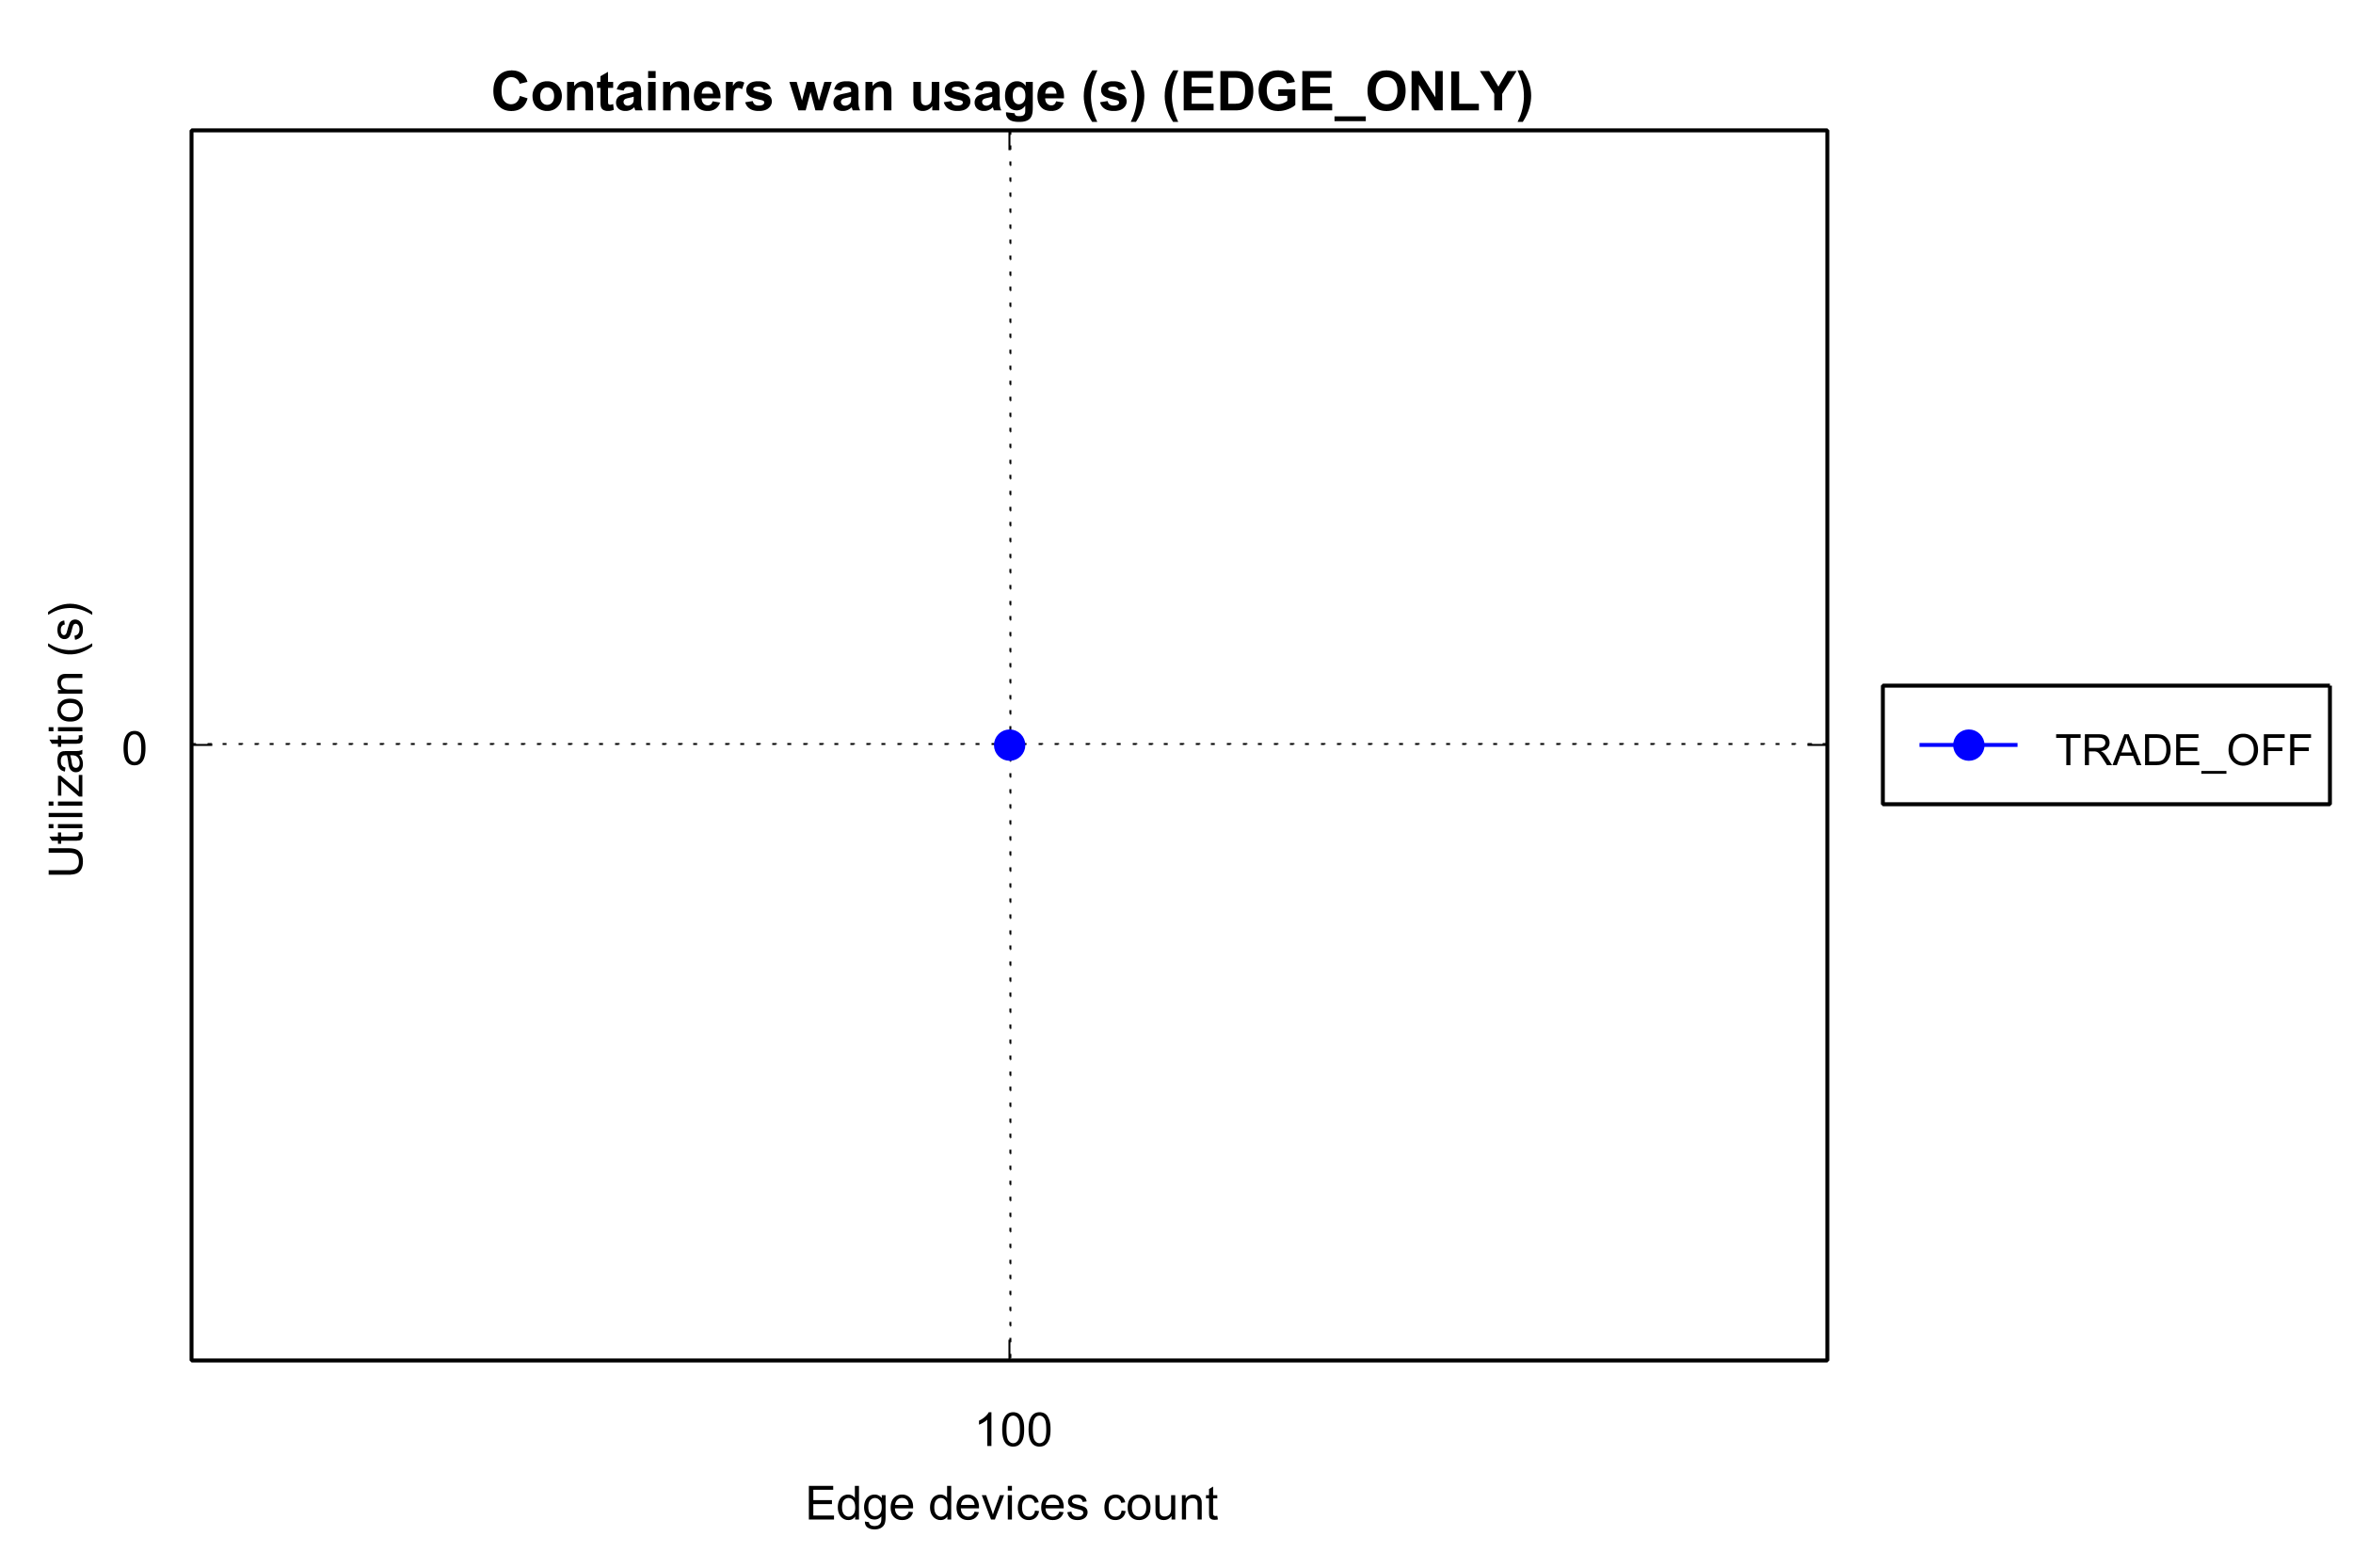 Containers wan usage (s) (EDGE_ONLY)
Utilization (s)
0
TRADE_OFF
100
Edge devices count